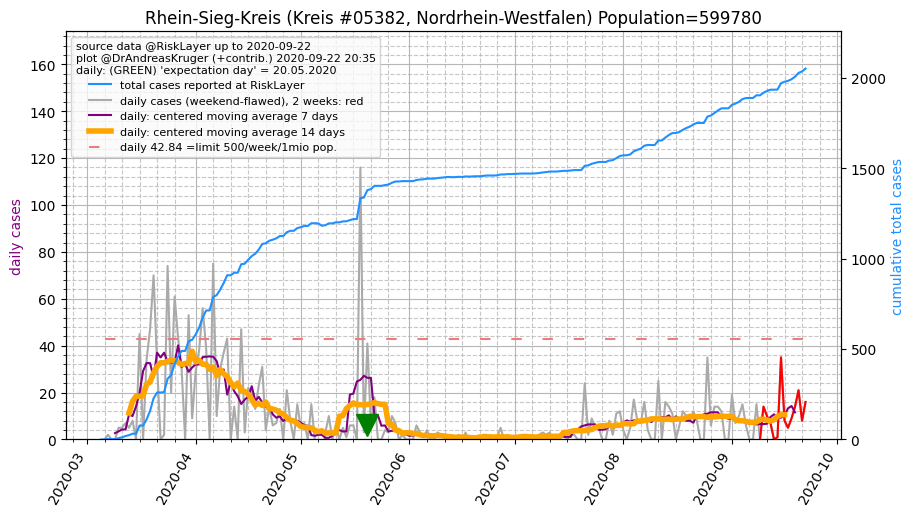 Rhein-Sieg-Kreis (Kreis #05382, Nordrhein-Westfalen) Population=599780
source data @RiskLayer up to 2020-09-22
plot @DrAndreasKruger (+contrib.) 2020-09-22 20:35
daily: (GREEN) 'expectation day' = 20.05.2020
total cases reported at RiskLayer
daily cases (weekend-flawed), 2 weeks: red
daily: centered moving average 7 days
daily: centered moving average 14 days
daily 42.84 =limit 500/week/1mio pop.
daily cases
160
140
120
100
80
60
40
20
0
cumulative total cases
2000
1500
1000
500
0
2020-03
2020-04
2020-05
2020-06
2020-07
2020-08
2020-09
2020-10